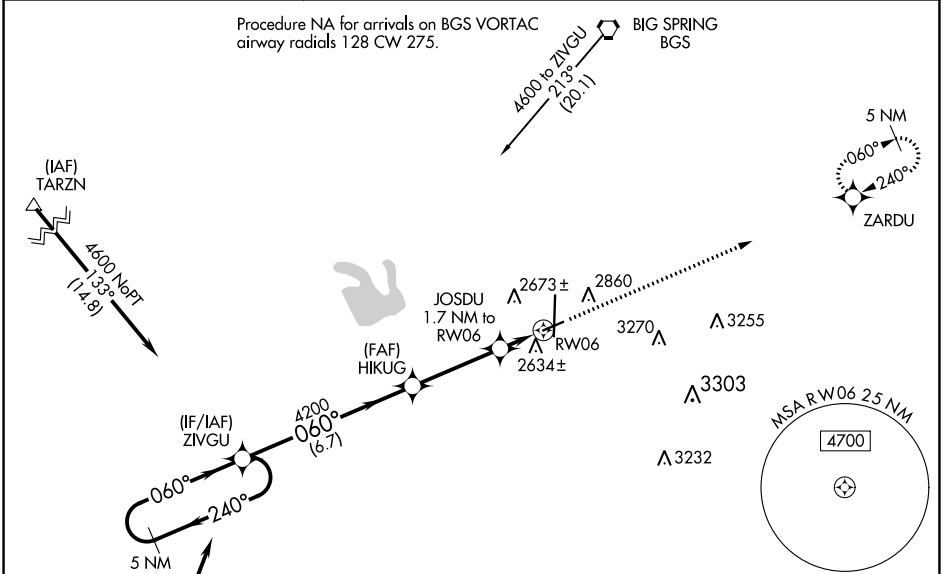 Procedure NA for arrivals on BGS VORTAC
airway radials 128 CW 275.
BIG SPRING
BGS
4600 to ZIVGU
213°
(20.1)
5 NM
060°
240°
ZARDU
(IAF)
TARZN
4600 NoPT
133°
(14.8)
JOSDU
1.7 NM to
RW06
2673±
2860
RW06
2634±
3270
3255
3303
3232
(FAF)
HIKUG
4200
060°
(6.7)
(IF/IAF)
ZIVGU
060°
240°
5 NM
MSA RW06 25 NM
4700